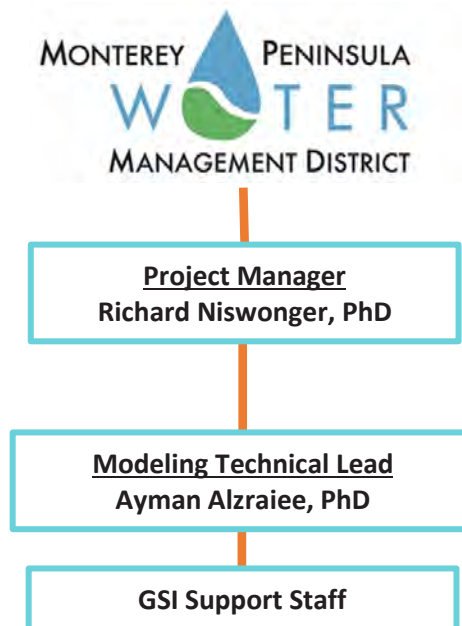 MONTEREY PENINSULA
WATER
MANAGEMENT DISTRICT
Project Manager
Richard Niswonger, PhD
Modeling Technical Lead
Ayman Alzraiee, PhD
GSI Support Staff